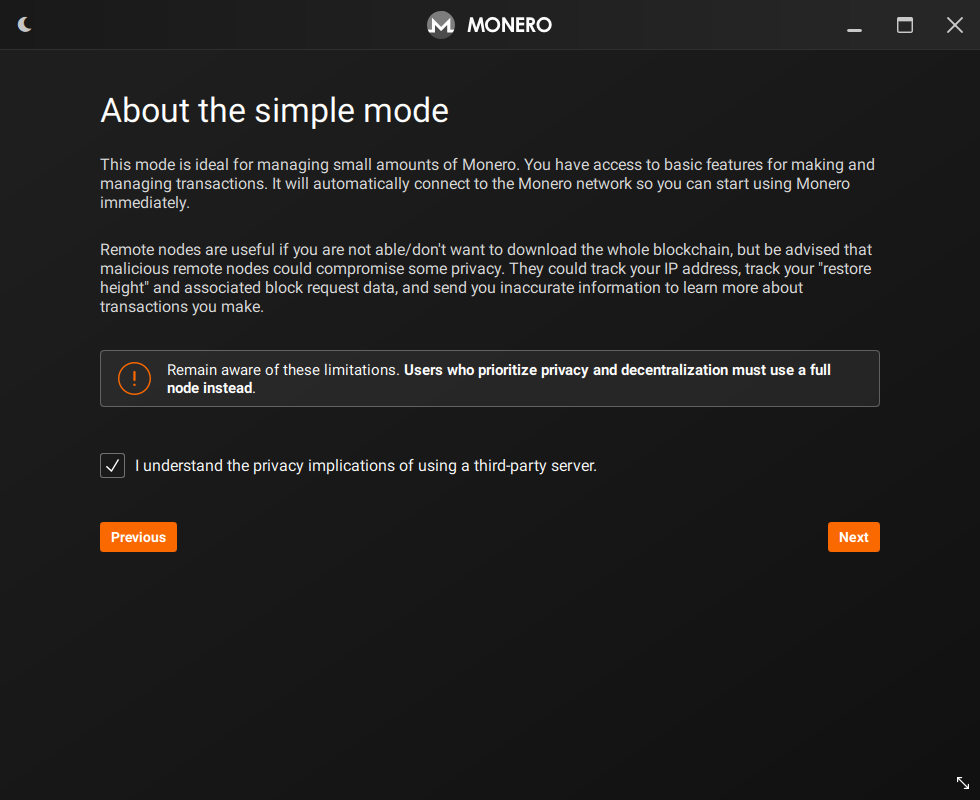 MONERO
About the simple mode
This mode is ideal for managing small amounts of Monero. You have access to basic features for making and
managing transactions. It will automatically connect to the Monero network so you can start using Monero
immediately.
Remote nodes are useful if you are not able/don't want to download the whole blockchain, but be advised that
malicious remote nodes could compromise some privacy. They could track your IP address, track your "restore
height" and associated block request data, and send you inaccurate information to learn more about
transactions you make.
Remain aware of these limitations. Users who prioritize privacy and decentralization must use a full
node instead.
I understand the privacy implications of using a third-party server.
Previous
Next